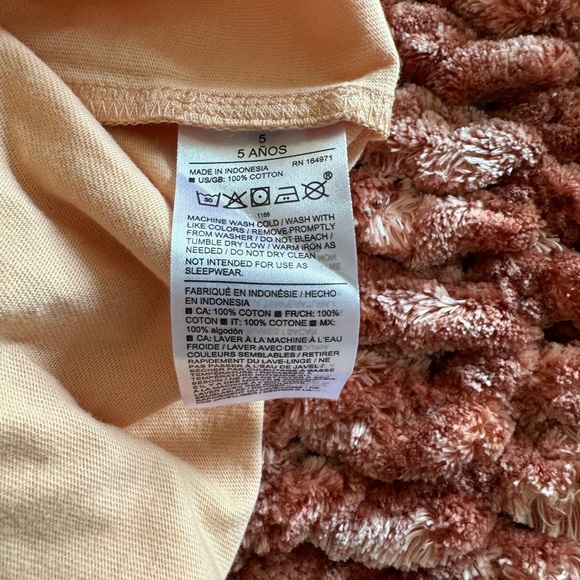 5
5 AÑOS
MADE IN INDONESIA RN 164971
■ US/GB: 100% COTTON
30
®
1166
MACHINE WASH COLD / WASH WITH
LIKE COLORS / REMOVE PROMPTLY
FROM WASHER / DO NOT BLEACH /
TUMBLE DRY LOW / WARM IRON AS
NEEDED / DO NOT DRY CLEAN
NOT INTENDED FOR USE AS
SLEEPWEAR.
FABRIQUÉ EN INDONÉSIE / HECHO
EN INDONESIA
■ CA: 100% COTON ■ FR/CH: 100%
COTON ■ IT: 100% COTONE ■ MX:
100% algodón
■ CA: LAVER À LA MACHINE À L'EAU
FROIDE / LAVER AVEC DES
COULEURS SEMBLABLES / RETIRER
RAPIDEMENT DU LAVE-LINGE / NE
PAS PASSER À L'EAU DE JAVEL /